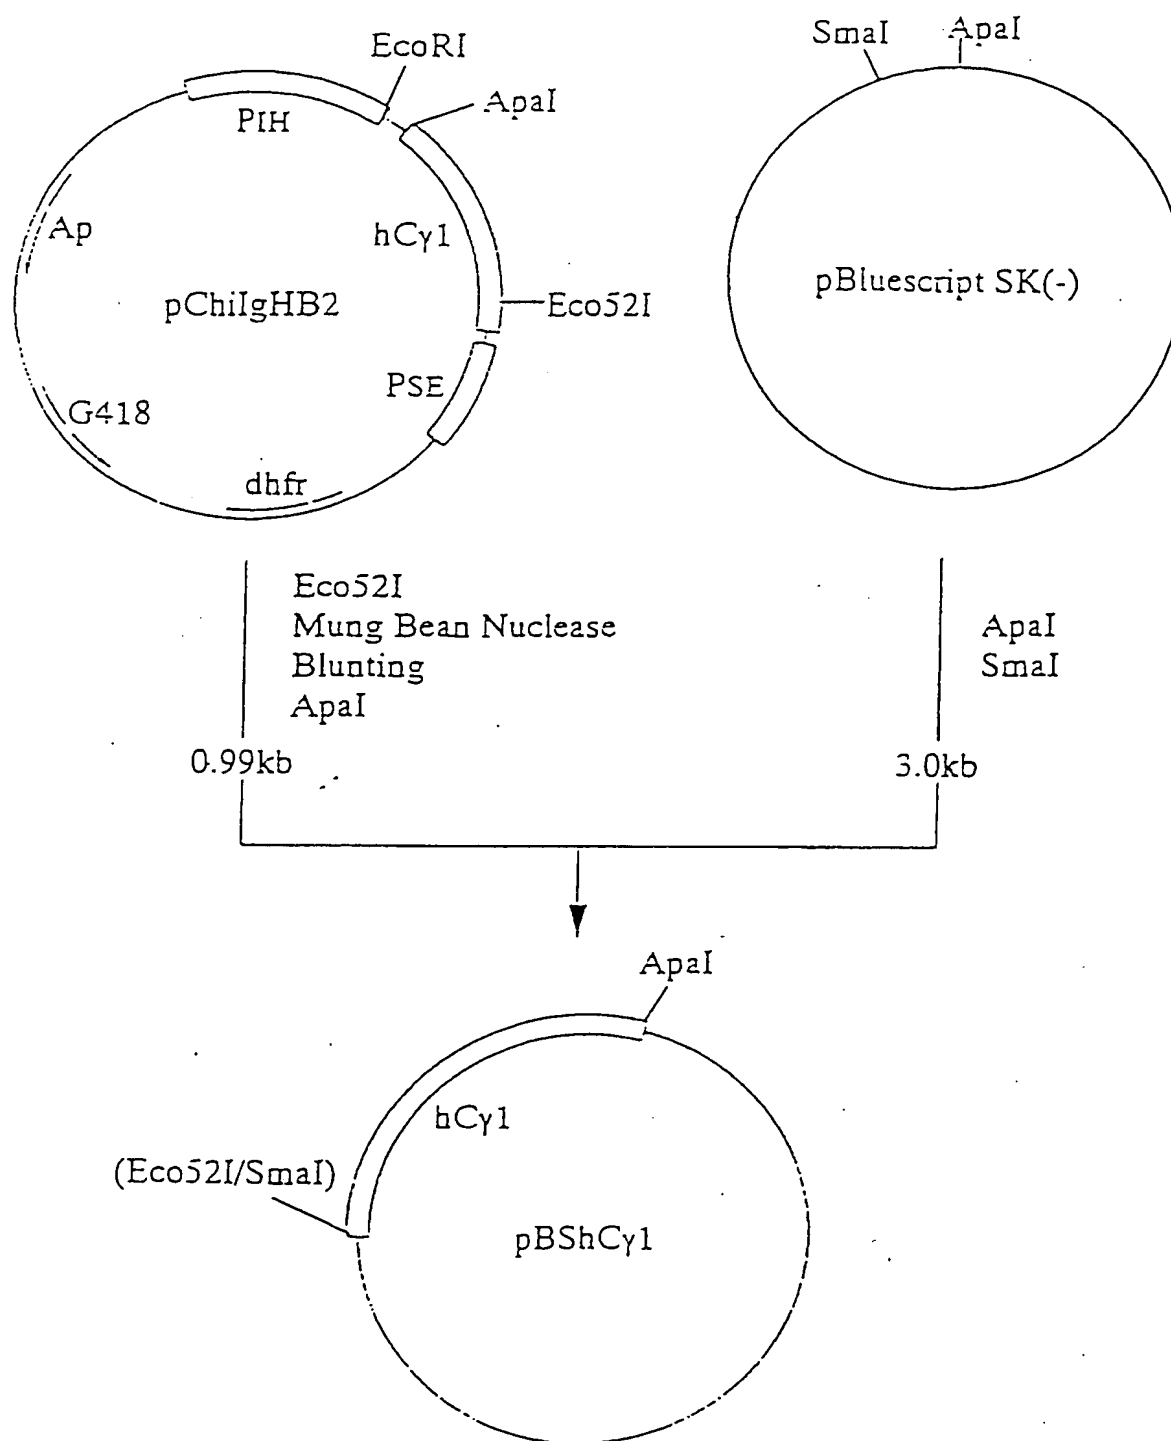 EcoRI
ApaI
PIH
Ap
hCγ1
pChiIgHB2
Eco52I
PSE
G418
dhfr
SmaI
ApaI
pBluescript SK(-)
Eco52I
Mung Bean Nuclease
Blunting
ApaI
0.99kb
ApaI
SmaI
3.0kb
ApaI
hCγ1
(Eco52I/SmaI)
pBShCγ1